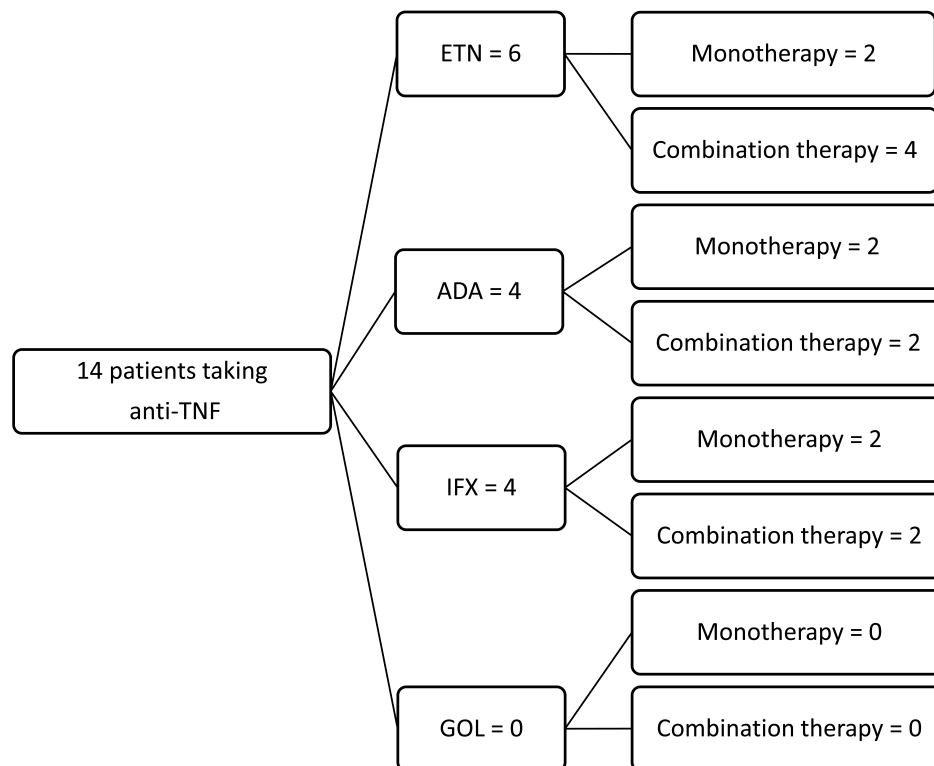 14 patients taking
anti-TNF
ETN = 6
Monotherapy = 2
Combination therapy = 4
ADA = 4
Monotherapy = 2
Combination therapy = 2
IFX = 4
Monotherapy = 2
Combination therapy = 2
GOL = 0
Monotherapy = 0
Combination therapy = 0